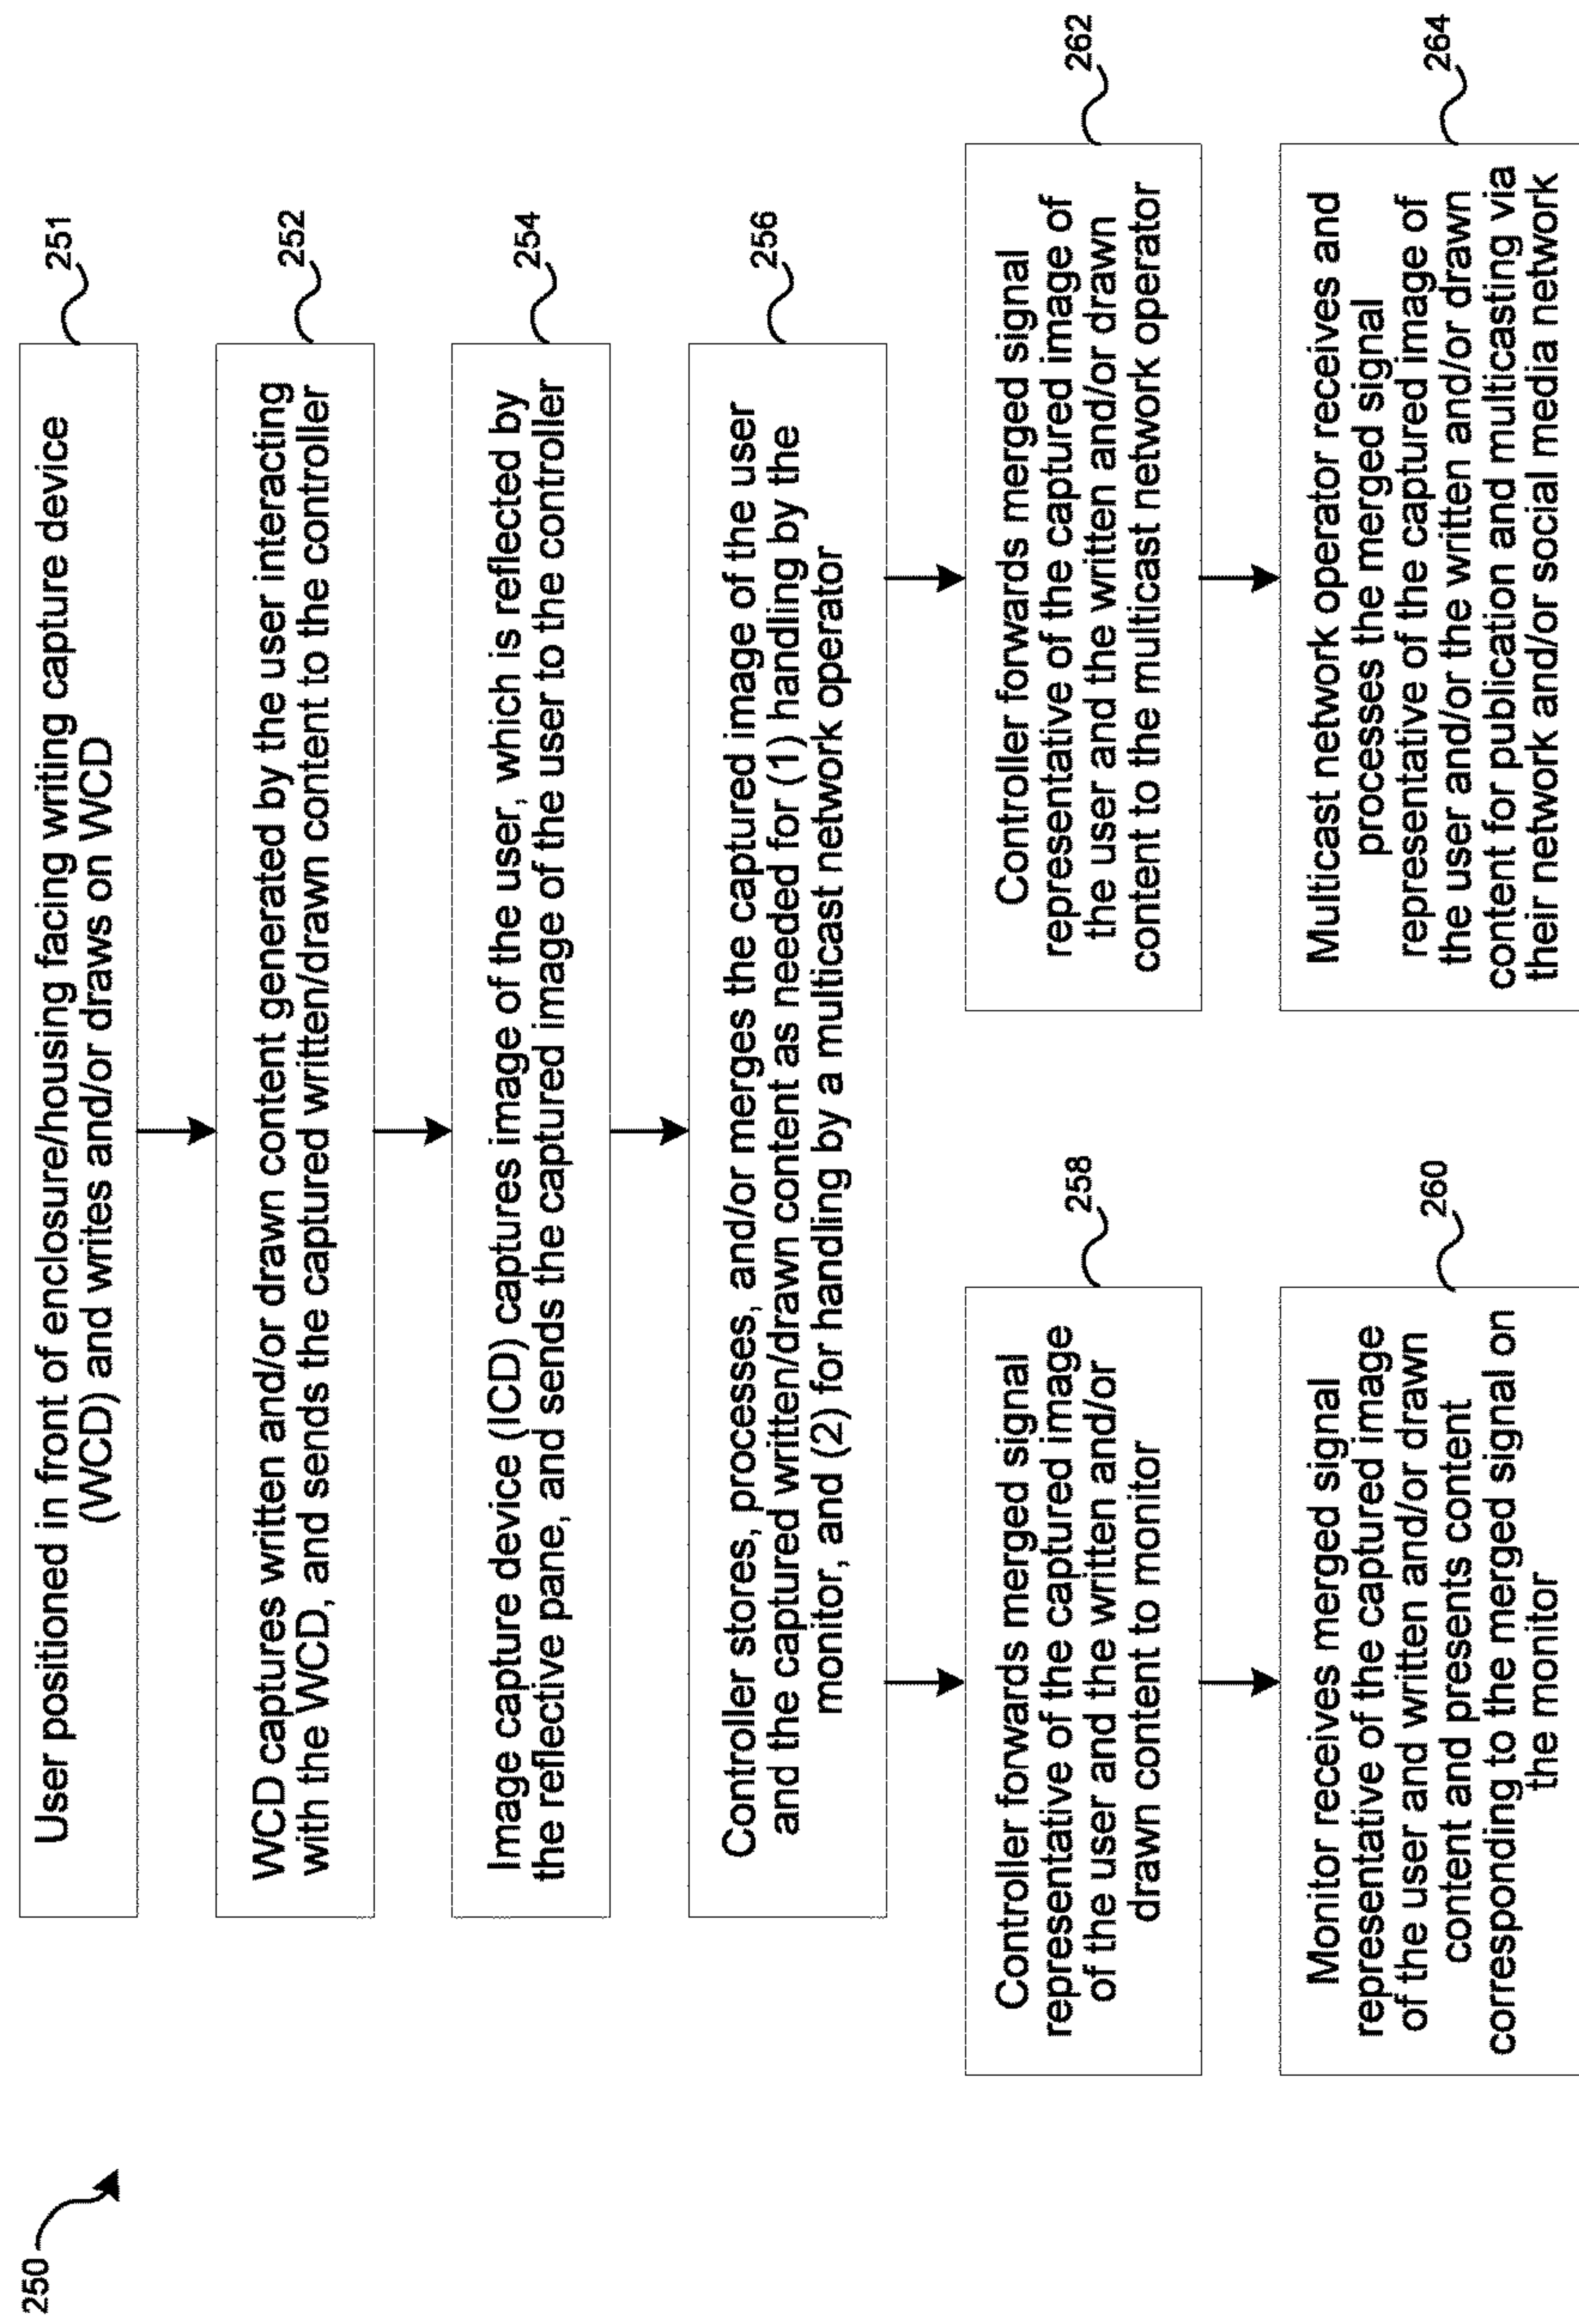 250
User positioned in front of enclosure/housing facing writing capture device
(WCD) and writes and/or draws on WCD
251
WCD captures written and/or drawn content generated by the user interacting
with the WCD, and sends the captured written/drawn content to the controller
252
Image capture device (ICD) captures image of the user, which is reflected by
the reflective pane, and sends the captured image of the user to the controller
254
Controller stores, processes, and/or merges the captured image of the user
and the captured written/drawn content as needed for (1) handling by the
monitor, and (2) for handling by a multicast network operator
256
Controller forwards merged signal
representative of the captured image
of the user and the written and/or
drawn content to monitor
258
Monitor receives merged signal
representative of the captured image
of the user and written and/or drawn
content and presents content
corresponding to the merged signal on
the monitor
260
Controller forwards merged signal
representative of the captured image of
the user and the written and/or drawn
content to the multicast network operator
262
Multicast network operator receives and
processes the merged signal
representative of the captured image of
the user and/or the written and/or drawn
content for publication and multicasting via
their network and/or social media network
264